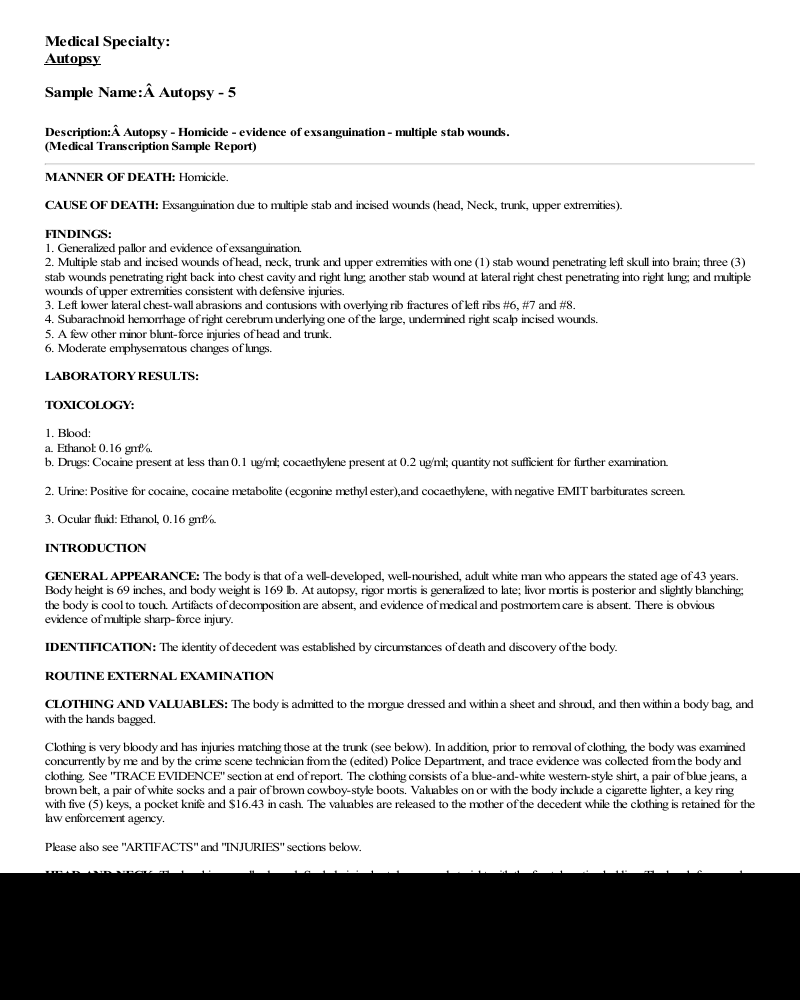 Medical Specialty:
Autopsy
Sample Name:Â Autopsy - 5
Description:Â Autopsy - Homicide - evidence of exsanguination - multiple stab wounds.
(Medical Transcription Sample Report)
MANNER OF DEATH: Homicide.
CAUSE OF DEATH: Exsanguination due to multiple stab and incised wounds (head, Neck, trunk, upper extremities).
FINDINGS:
1. Generalized pallor and evidence of exsanguination.
2. Multiple stab and incised wounds of head, neck, trunk and upper extremities with one (1) stab wound penetrating left skull into brain; three (3)
stab wounds penetrating right back into chest cavity and right lung; another stab wound at lateral right chest penetrating into right lung; and multiple
wounds of upper extremities consistent with defensive injuries.
3. Left lower lateral chest-wall abrasions and contusions with overlying rib fractures of left ribs #6, #7 and #8.
4. Subarachnoid hemorrhage of right cerebrum underlying one of the large, undermined right scalp incised wounds.
5. A few other minor blunt-force injuries of head and trunk.
6. Moderate emphysematous changes of lungs.
LABORATORY RESULTS:
TOXICOLOGY:
1. Blood:
a. Ethanol: 0.16 gm%.
b. Drugs: Cocaine present at less than 0.1 ug/ml; cocaethylene present at 0.2 ug/ml; quantity not sufficient for further examination.
2. Urine: Positive for cocaine, cocaine metabolite (ecgonine methyl ester),and cocaethylene, with negative EMIT barbiturates screen.
3. Ocular fluid: Ethanol, 0.16 gm%.
INTRODUCTION
GENERAL APPEARANCE: The body is that of a well-developed, well-nourished, adult white man who appears the stated age of 43 years.
Body height is 69 inches, and body weight is 169 lb. At autopsy, rigor mortis is generalized to late; livor mortis is posterior and slightly blanching;
the body is cool to touch. Artifacts of decomposition are absent, and evidence of medical and postmortem care is absent. There is obvious
evidence of multiple sharp-force injury.
IDENTIFICATION: The identity of decedent was established by circumstances of death and discovery of the body.
ROUTINE EXTERNAL EXAMINATION
CLOTHING AND VALUABLES: The body is admitted to the morgue dressed and within a sheet and shroud, and then within a body bag, and
with the hands bagged.
Clothing is very bloody and has injuries matching those at the trunk (see below). In addition, prior to removal of clothing, the body was examined
concurrently by me and by the crime scene technician from the (edited) Police Department, and trace evidence was collected from the body and
clothing. See "TRACE EVIDENCE" section at end of report. The clothing consists of a blue-and-white western-style shirt, a pair of blue jeans, a
brown belt, a pair of white socks and a pair of brown cowboy-style boots. Valuables on or with the body include a cigarette lighter, a key ring
with five (5) keys, a pocket knife and $16.43 in cash. The valuables are released to the mother of the decedent while the clothing is retained for the
law enforcement agency.
Please also see "ARTIFACTS" and "INJURIES" sections below.